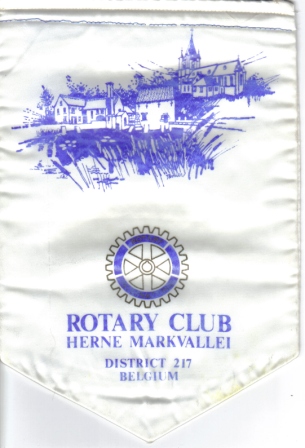 ROTARY CLUB
HERNE MARKVALLEI
DISTRICT 217
BELGIUM